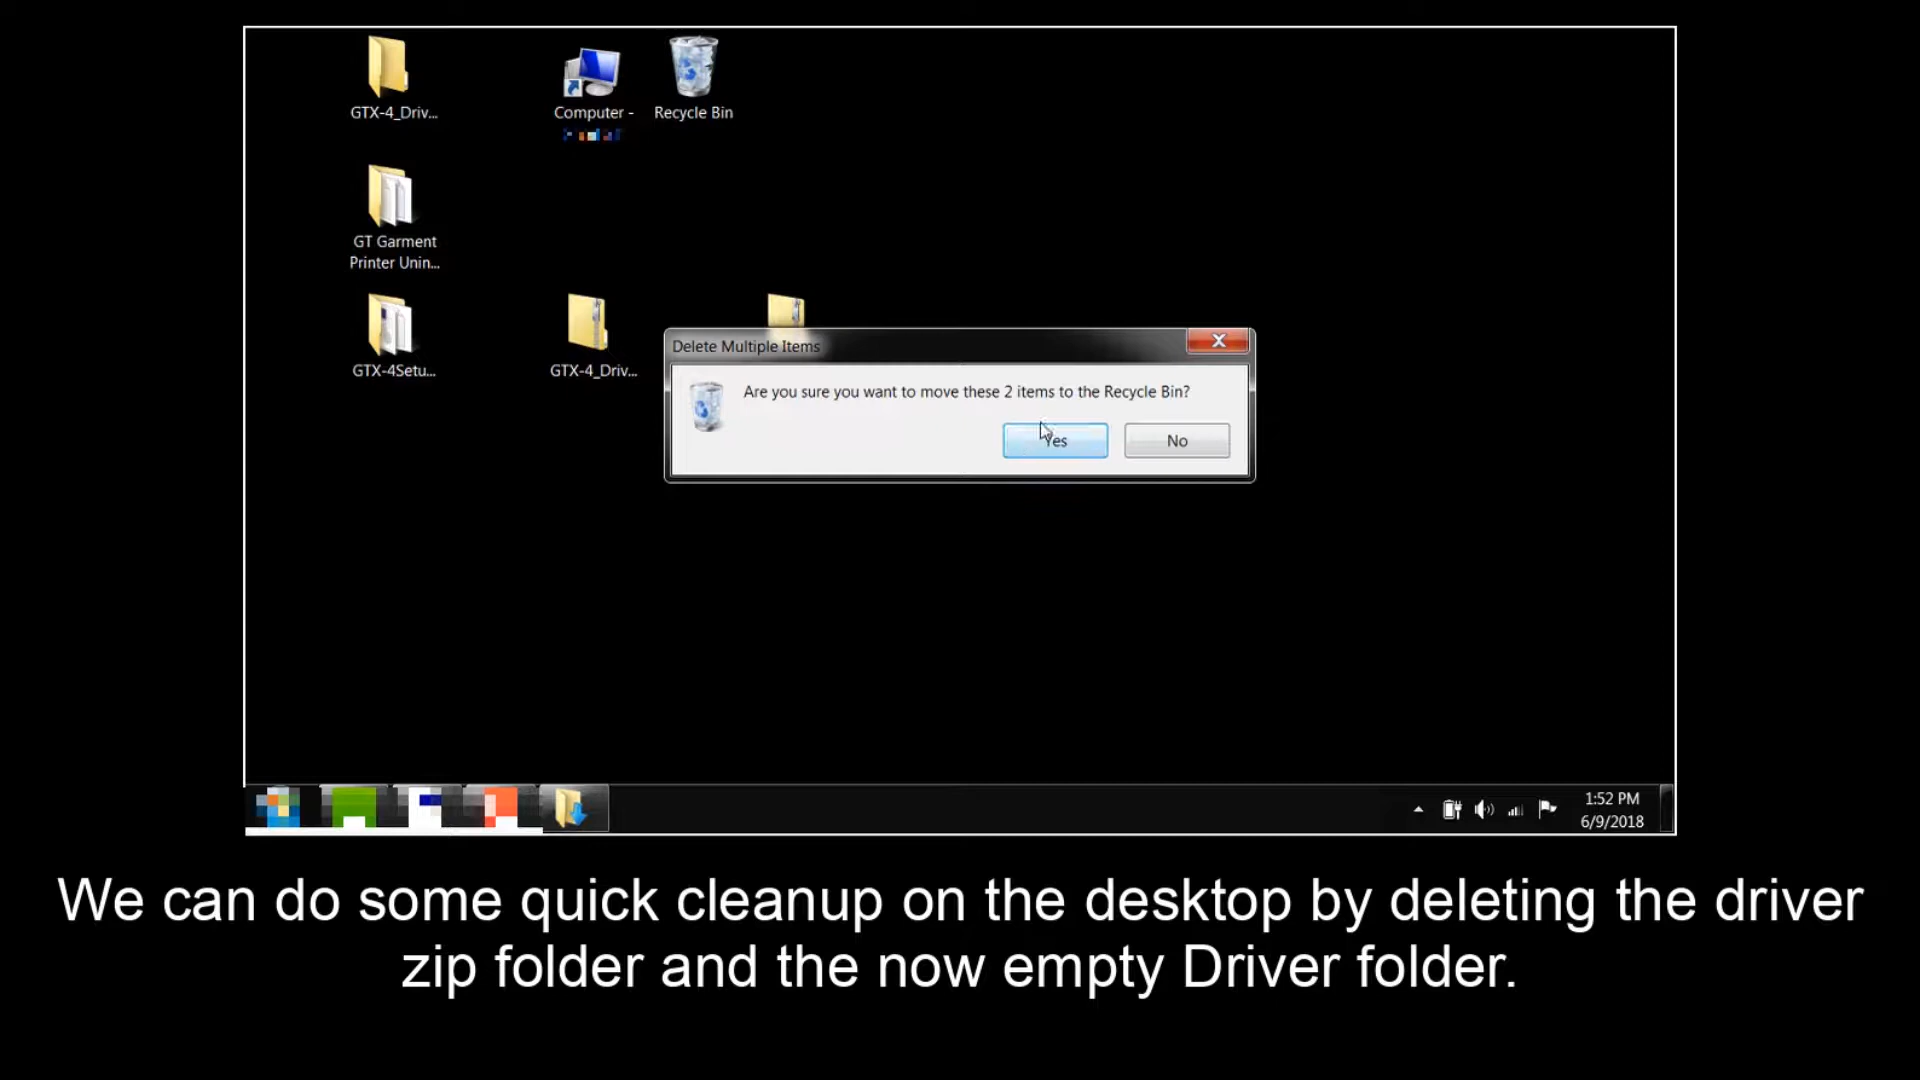 GTX-4_Driv...
Computer -
Recycle Bin
GT Garment
Printer Unin...
GTX-4Setu...
GTX-4_Driv...
Delete Multiple Items
Are you sure you want to move these 2 items to the Recycle Bin?
Yes
No
1:52 PM
6/9/2018
We can do some quick cleanup on the desktop by deleting the driver
zip folder and the now empty Driver folder.